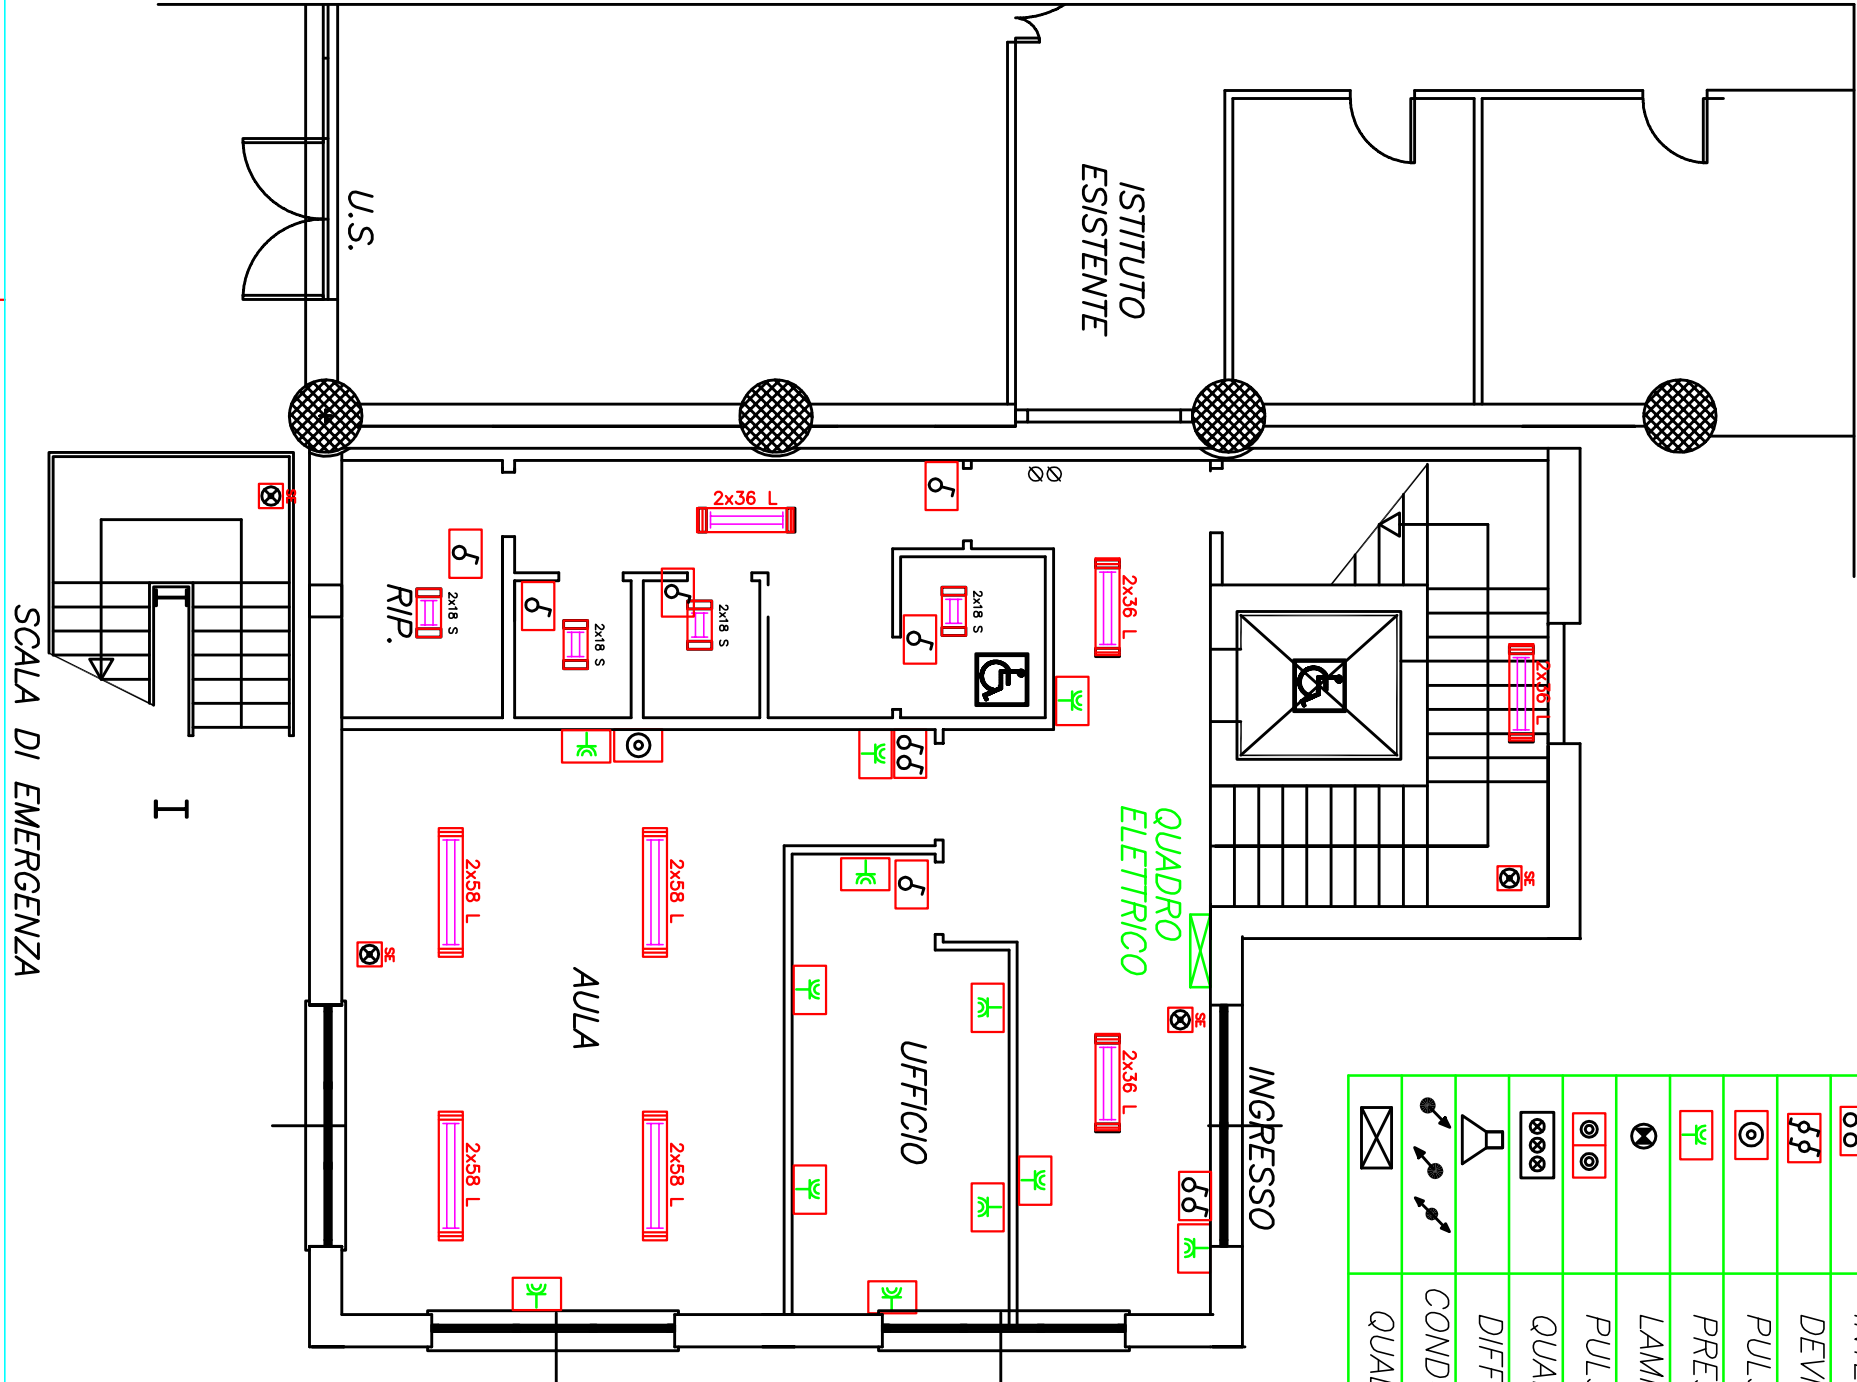 U.S.
ISTITUTO
ESISTENTE
SE
2x36 L
RIP.
2x18 S
2x18 S
2x18 S
2x18 S
2x36 L
2x36 L
SCALA DI EMERGENZA
I
QUADRO
ELETTRICO
SE
2x58 L
2x58 L
SE
AULA
UFFICIO
SE
2x36 L
INGRESSO
2x58 L
2x58 L
DEV
PUL
PRE
LAM
PUL
QUA
DIFF
COND
QUA